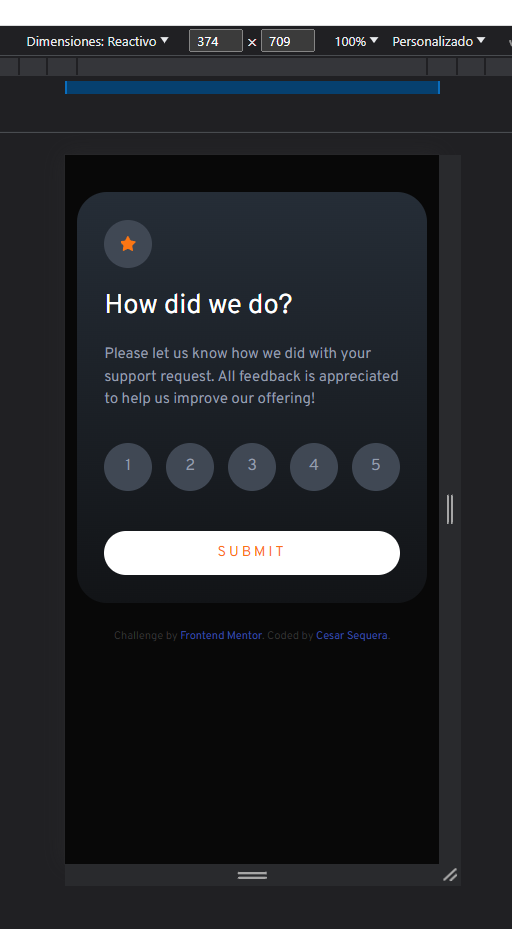 Dimensiones: Reactivo 374 × 709 100% Personalizado
How did we do?
Please let us know how we did with your
support request. All feedback is appreciated
to help us improve our offering!
1 2 3 4 5
SUBMIT
Challenge by Frontend Mentor. Coded by Cesar Sequera.